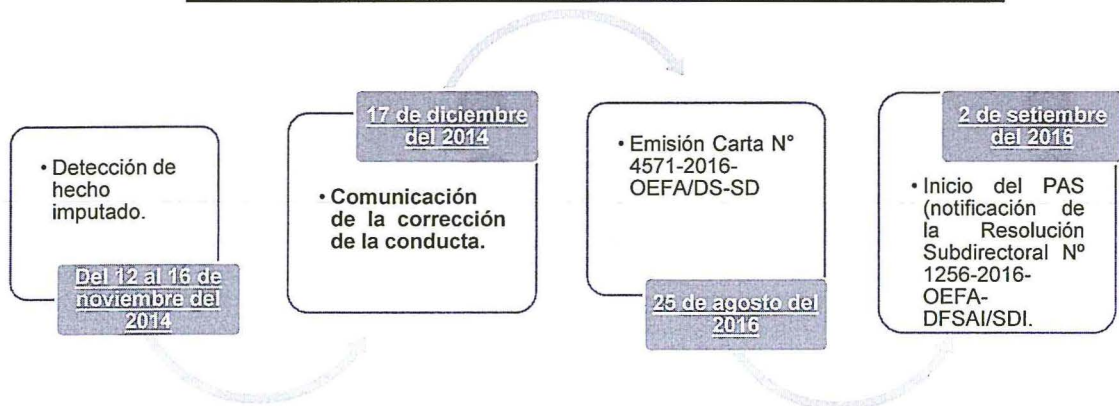 • Detección de
hecho
imputado.
Del 12 al 16 de
noviembre del
2014
17 de diciembre
del 2014
• Comunicación
de la corrección
de la conducta.
• Emisión Carta N°
4571-2016-
OEFA/DS-SD
25 de agosto del
2016
2 de setiembre
del 2016
• Inicio del PAS
(notificación de
la Resolución
Subdirectoral Nº
1256-2016-
OEFA-
DFSAI/SDI.